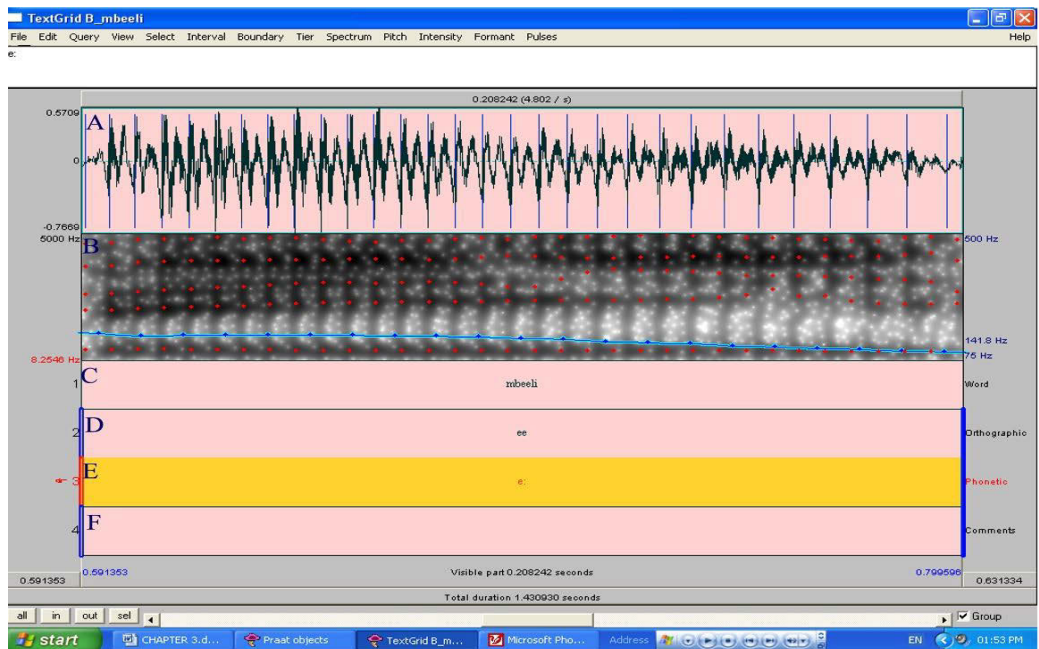 TextGrid B_mbeeli
File Edit Query View Select Interval Boundary Tier Spectrum Pitch Intensity Formant Pulses Help
e:
0.208242 (4.802 / s)
0.5709
A
0
-0.7669
5000 Hz
B
500 Hz
141.8 Hz
8.2546 Hz
75 Hz
1 C mbeeli Word
2 D ee Orthographic
3 E e: Phonetic
4 F Comments
0.591353 0.591353 Visible part 0.208242 seconds 0.799596 0.631334
Total duration 1.430930 seconds
all in out sel Group
start CHAPTER 3.d... Praat objects TextGrid B_m... Microsoft Pho... Address EN 01:53 PM